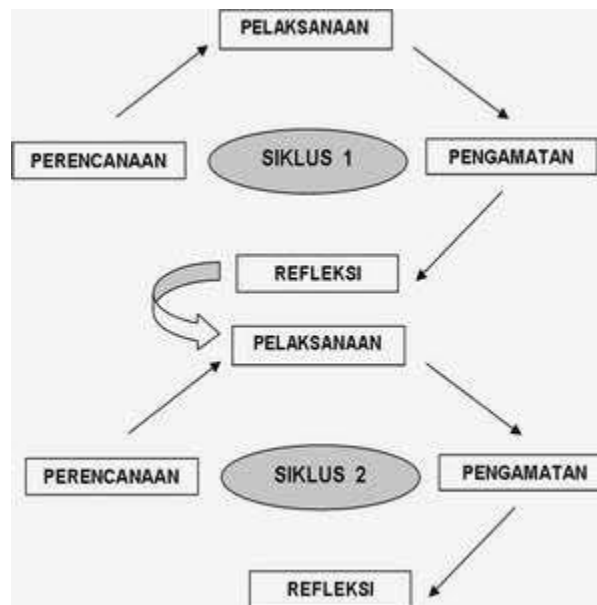 PELAKSANAAN
PERENCANAAN
SIKLUS 1
PENGAMATAN
REFLEKSI
PELAKSANAAN
PERENCANAAN
SIKLUS 2
PENGAMATAN
REFLEKSI